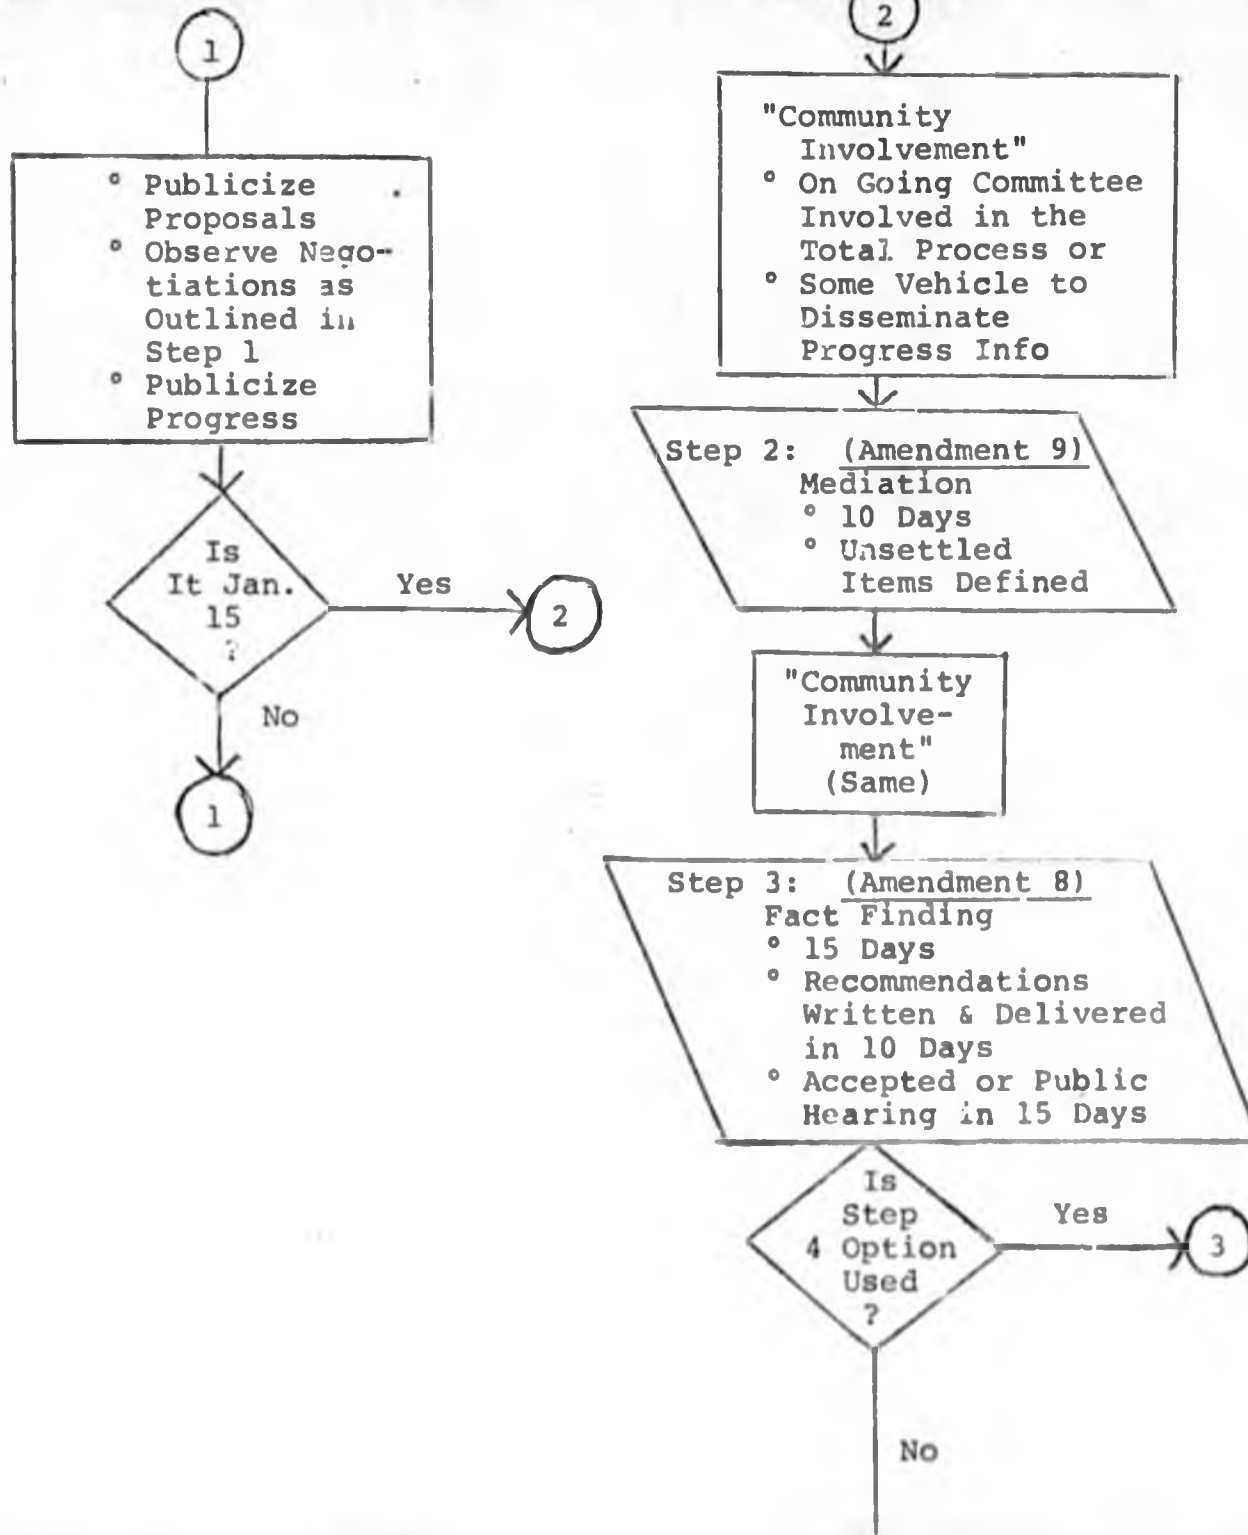 1
° Publicize
Proposals
° Observe Nego-
tiations as
Outlined in
Step 1
° Publicize
Progress
Is
It Jan.
15
?
Yes
2
No
1
2
"Community
Involvement"
° On Going Committee
Involved in the
Total Process or
° Some Vehicle to
Disseminate
Progress Info
Step 2: (Amendment 9)
Mediation
° 10 Days
° Unsettled
Items Defined
"Community
Involve-
ment"
(Same)
Step 3: (Amendment 8)
Fact Finding
° 15 Days
° Recommendations
Written & Delivered
in 10 Days
° Accepted or Public
Hearing in 15 Days
Is
Step
4 Option
Used
?
Yes
3
No